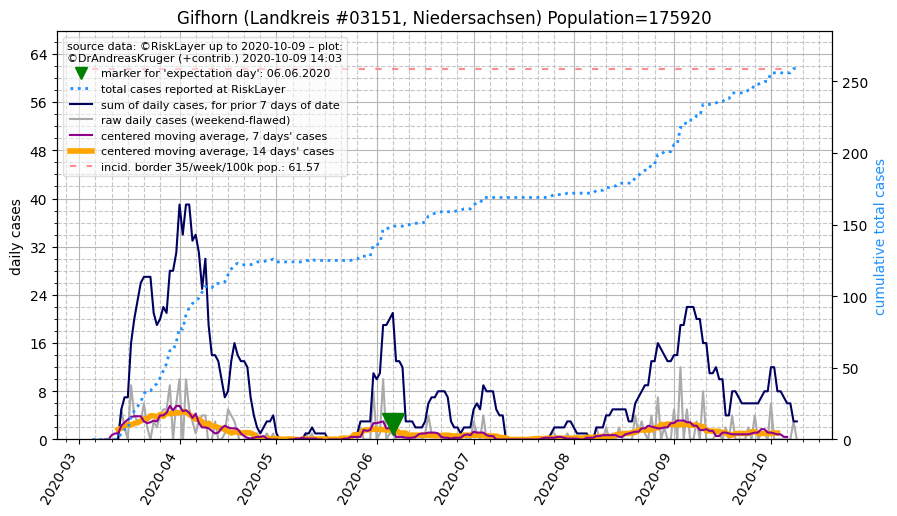 Gifhorn (Landkreis #03151, Niedersachsen) Population=175920
source data: ©RiskLayer up to 2020-10-09 – plot:
©DrAndreasKruger (+contrib.) 2020-10-09 14:03
marker for 'expectation day': 06.06.2020
total cases reported at RiskLayer
sum of daily cases, for prior 7 days of date
raw daily cases (weekend-flawed)
centered moving average, 7 days' cases
centered moving average, 14 days' cases
incid. border 35/week/100k pop.: 61.57
daily cases
64
56
48
40
32
24
16
8
0
cumulative total cases
250
200
150
100
50
0
2020-03
2020-04
2020-05
2020-06
2020-07
2020-08
2020-09
2020-10